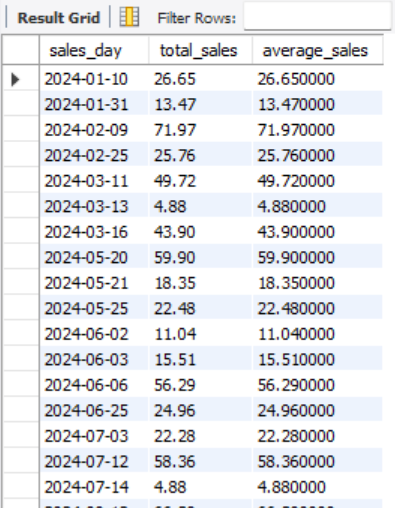 Result Grid Filter Rows:
sales_day total_sales average_sales
2024-01-10 26.65 26.650000
2024-01-31 13.47 13.470000
2024-02-09 71.97 71.970000
2024-02-25 25.76 25.760000
2024-03-11 49.72 49.720000
2024-03-13 4.88 4.880000
2024-03-16 43.90 43.900000
2024-05-20 59.90 59.900000
2024-05-21 18.35 18.350000
2024-05-25 22.48 22.480000
2024-06-02 11.04 11.040000
2024-06-03 15.51 15.510000
2024-06-06 56.29 56.290000
2024-06-25 24.96 24.960000
2024-07-03 22.28 22.280000
2024-07-12 58.36 58.360000
2024-07-14 4.88 4.880000